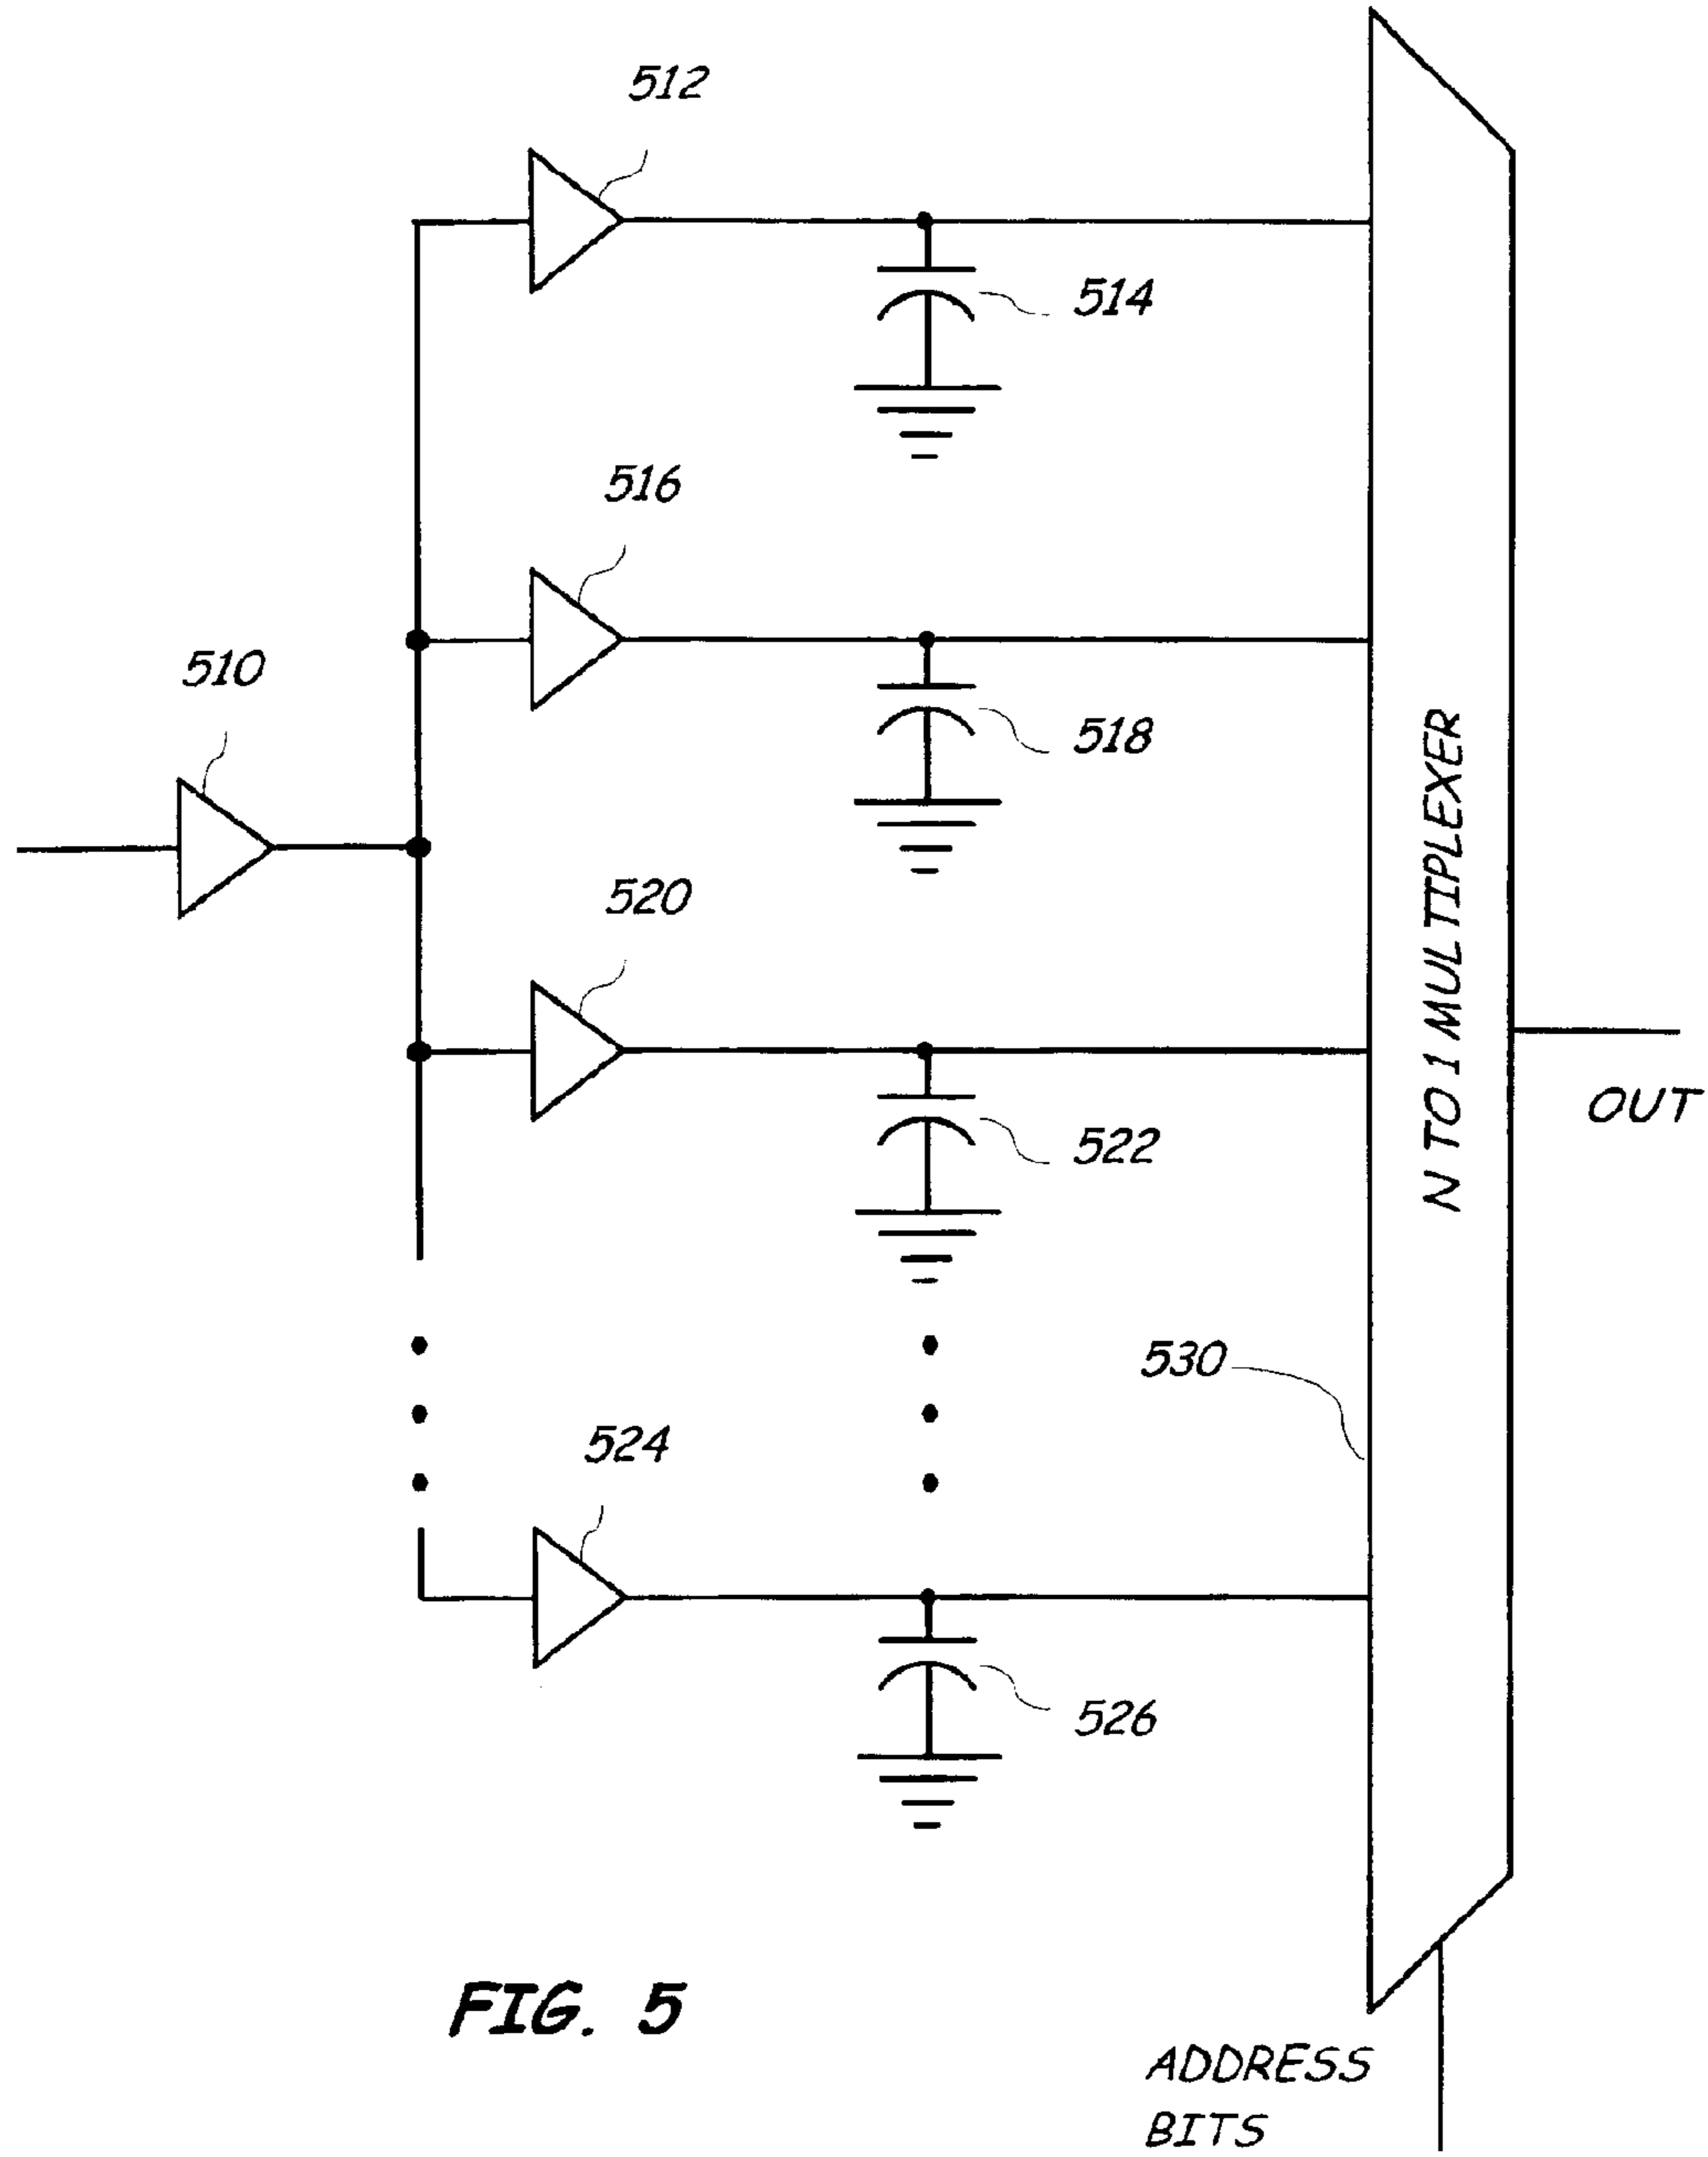 512
514
516
518
510
520
522
N TO 1 MULTIPLEXER
OUT
530
524
526
FIG. 5
ADDRESS
BITS